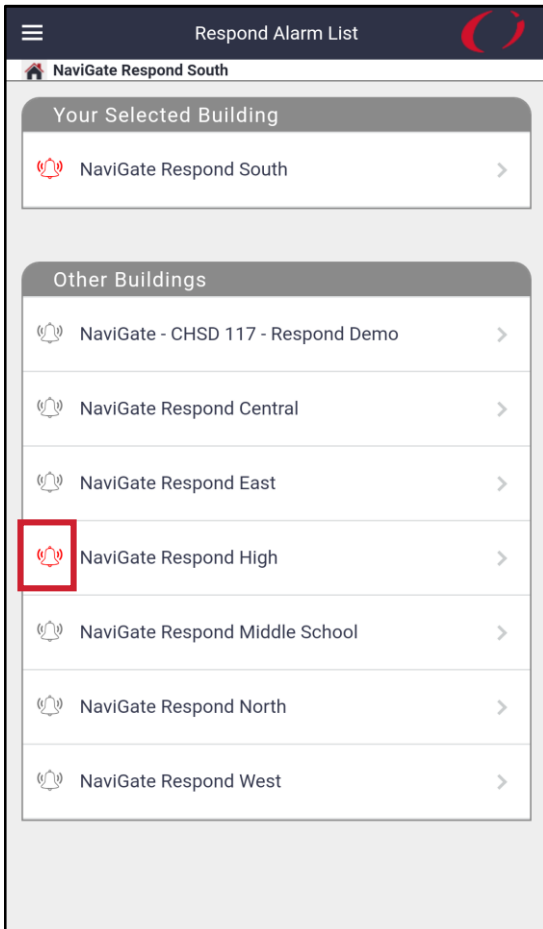 Respond Alarm List
NaviGate Respond South
Your Selected Building
NaviGate Respond South
Other Buildings
NaviGate - CHSD 117 - Respond Demo
NaviGate Respond Central
NaviGate Respond East
NaviGate Respond High
NaviGate Respond Middle School
NaviGate Respond North
NaviGate Respond West